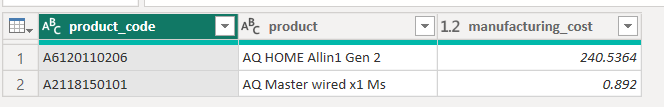 ABC product_code ABC product 1.2 manufacturing_cost
1 A6120110206 AQ HOME Allin1 Gen 2 240.5364
2 A2118150101 AQ Master wired x1 Ms 0.892